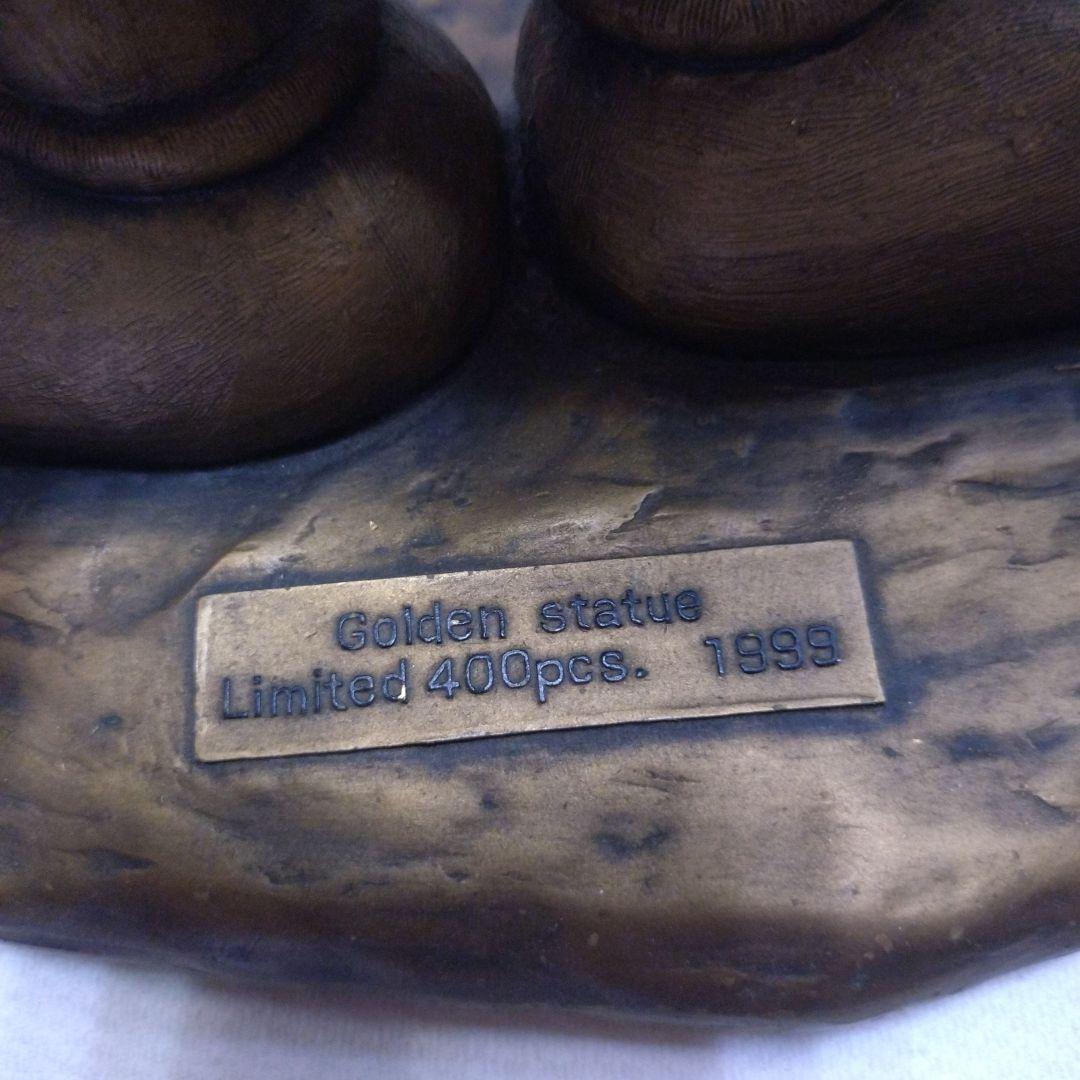 Golden statue
Limited 400pcs. 1999